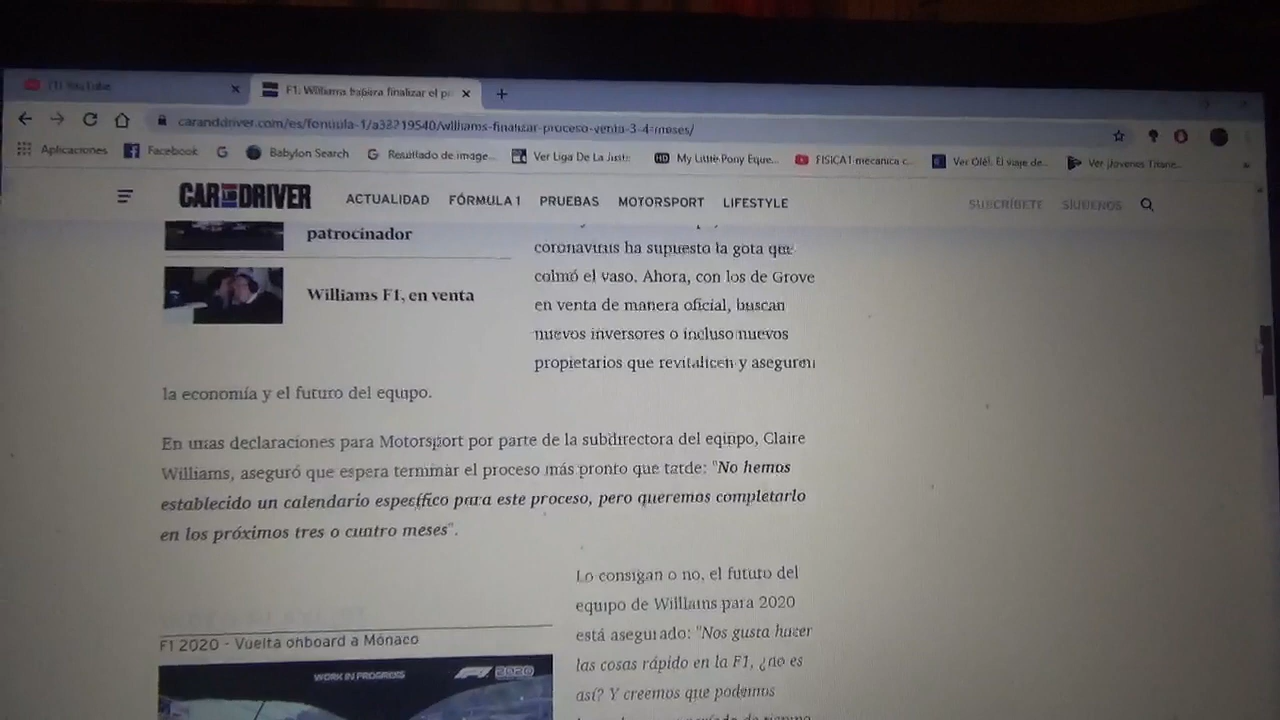 YouTube
F1: Williams espera finalizar el p
caranddriver.com/es/formula-1/a32219540/williams-finalizar-proceso-venta-3-4-meses/
Aplicaciones Facebook Babylon Search Resultado de image... Ver Liga De La Justi... My Little Pony Eque... FISICA1 mecanica c... Ver Olé!, El viaje de... Ver Jovenes Titane...
CAR AND DRIVER ACTUALIDAD FÓRMULA 1 PRUEBAS MOTORSPORT LIFESTYLE SUSCRÍBETE SÍGUENOS
patrocinador
Williams F1, en venta
coronavirus ha supuesto la gota que
colmó el vaso. Ahora, con los de Grove
en venta de manera oficial, buscan
nuevos inversores o incluso nuevos
propietarios que revitalicen y aseguren
la economía y el futuro del equipo.
En unas declaraciones para Motorsport por parte de la subdirectora del equipo, Claire
Williams, aseguró que espera terminar el proceso más pronto que tarde: "No hemos
establecido un calendario específico para este proceso, pero queremos completarlo
en los próximos tres o cuatro meses".
Lo consigan o no, el futuro del
equipo de Williams para 2020
está asegurado: "Nos gusta hacer
las cosas rápido en la F1, ¿no es
así? Y creemos que podemos
F1 2020 - Vuelta onboard a Mónaco
WORK IN PROGRESS F1 2020